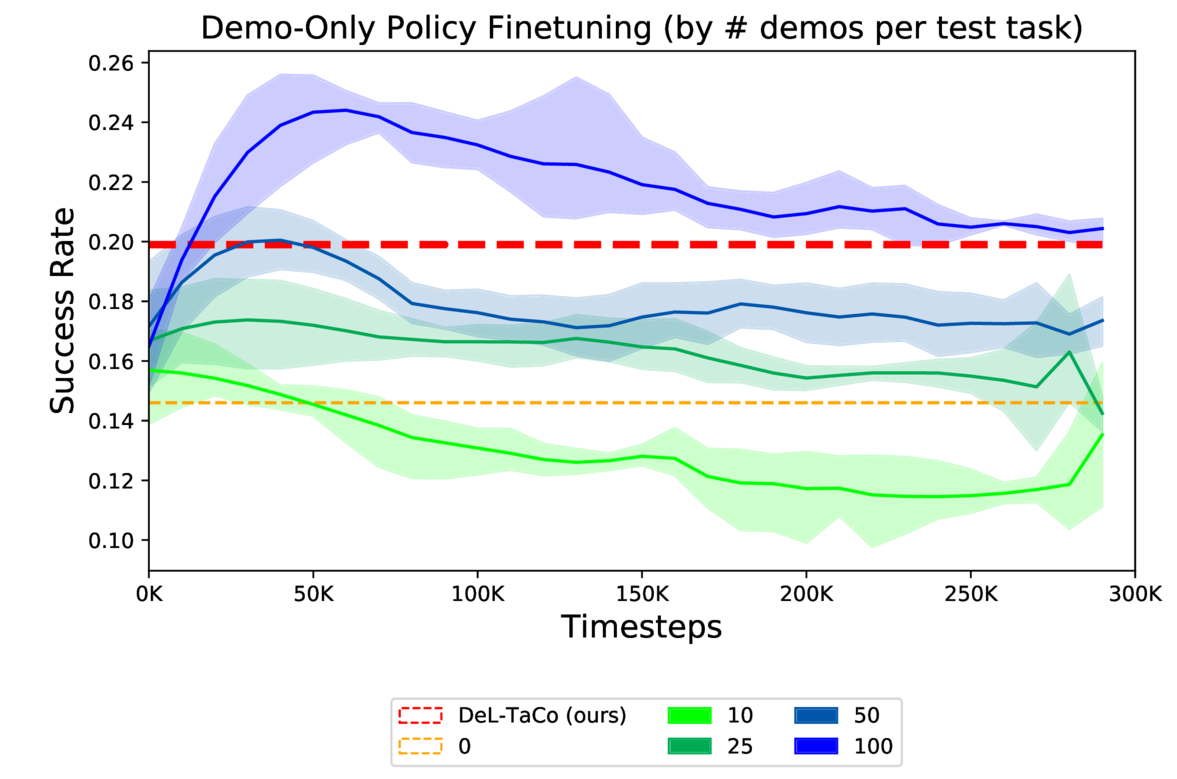 Demo-Only Policy Finetuning (by # demos per test task)
0.26
0.24
0.22
0.20
0.18
0.16
0.14
0.12
0.10
Success Rate
0K 50K 100K 150K 200K 250K 300K
Timesteps
DeL-TaCo (ours) 10 50
0 25 100